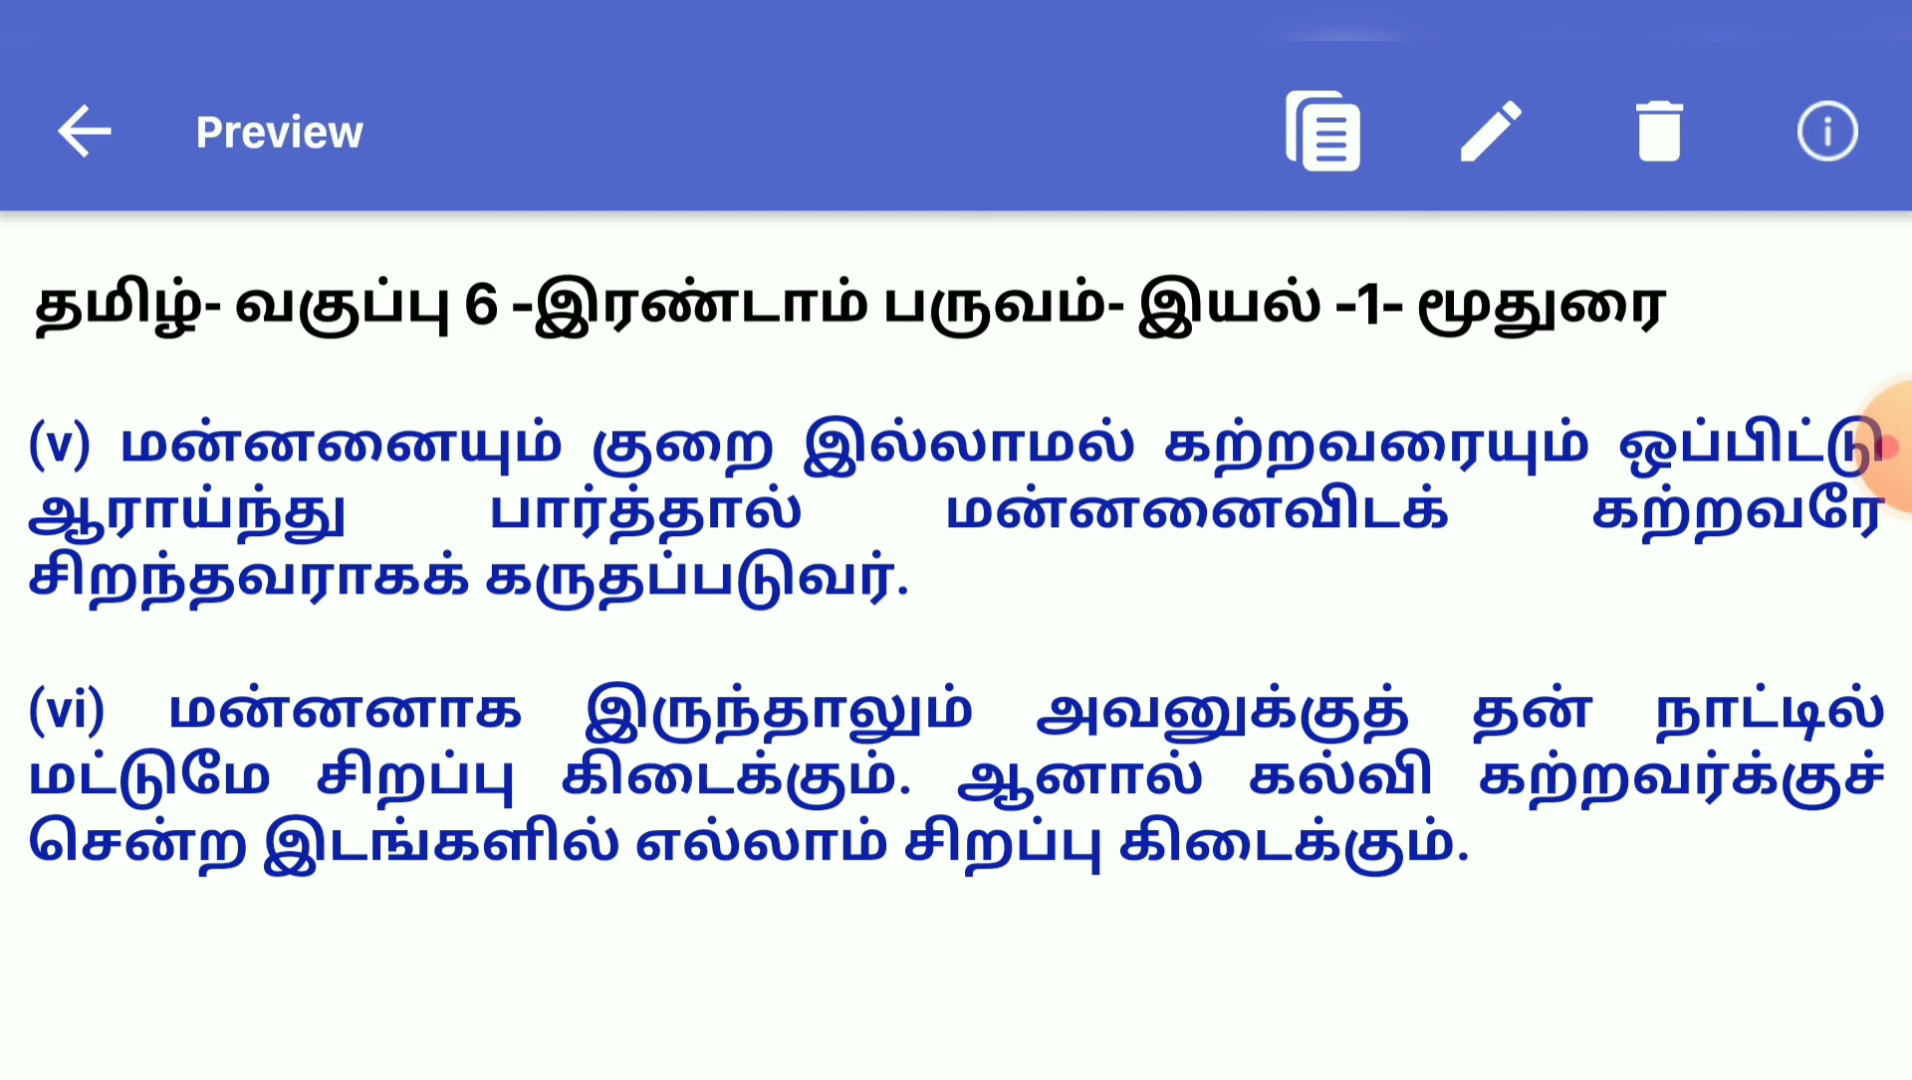 Preview
தமிழ்- வகுப்பு 6 -இரண்டாம் பருவம்- இயல் -1- மூதுரை
(v) மன்னனையும் குறை இல்லாமல் கற்றவரையும் ஒப்பிட்டு
ஆராய்ந்து பார்த்தால் மன்னனைவிடக் கற்றவரே
சிறந்தவராகக் கருதப்படுவர்.
(vi) மன்னனாக இருந்தாலும் அவனுக்குத் தன் நாட்டில்
மட்டுமே சிறப்பு கிடைக்கும். ஆனால் கல்வி கற்றவர்க்குச்
சென்ற இடங்களில் எல்லாம் சிறப்பு கிடைக்கும்.